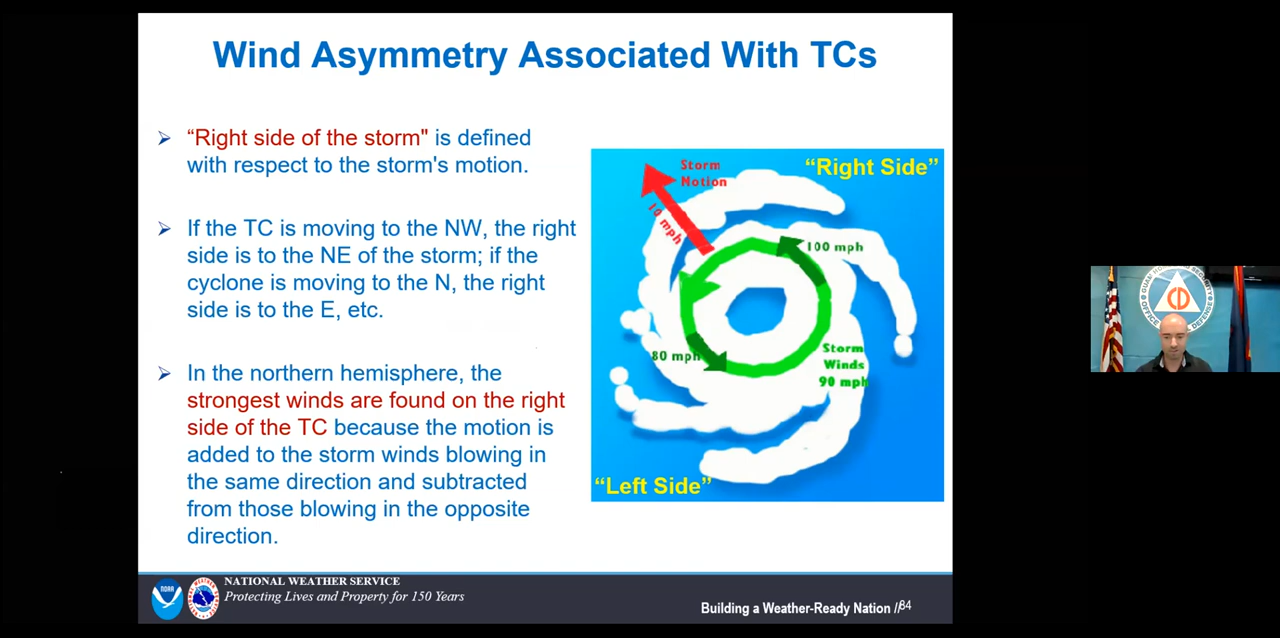 Wind Asymmetry Associated With TCs
“Right side of the storm" is defined
with respect to the storm's motion.
If the TC is moving to the NW, the right
side is to the NE of the storm; if the
cyclone is moving to the N, the right
side is to the E, etc.
In the northern hemisphere, the
strongest winds are found on the right
side of the TC because the motion is
added to the storm winds blowing in
the same direction and subtracted
from those blowing in the opposite
direction.
Storm
Motion
10 mph
“Right Side”
100 mph
80 mph
Storm
Winds
90 mph
“Left Side”
NOAA
NATIONAL WEATHER SERVICE
Protecting Lives and Property for 150 Years
Building a Weather-Ready Nation // 84
CD